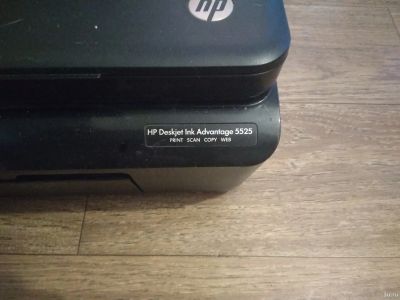 hp
HP Deskjet Ink Advantage 5525
PRINT SCAN COPY WEB